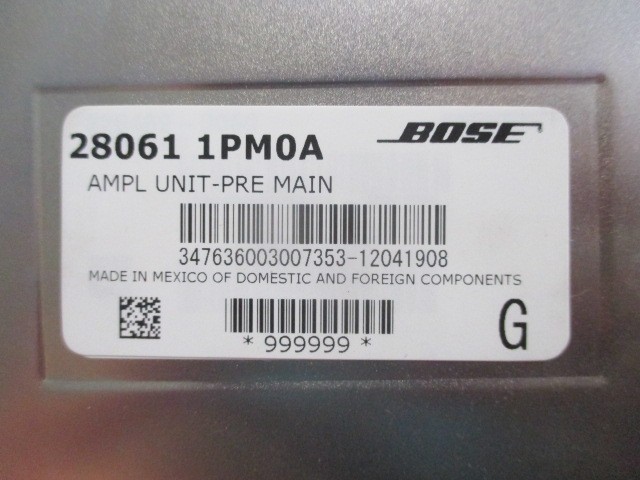 28061 1PM0A BOSE
AMPL UNIT-PRE MAIN
347636003007353-12041908
MADE IN MEXICO OF DOMESTIC AND FOREIGN COMPONENTS
*999999*
G